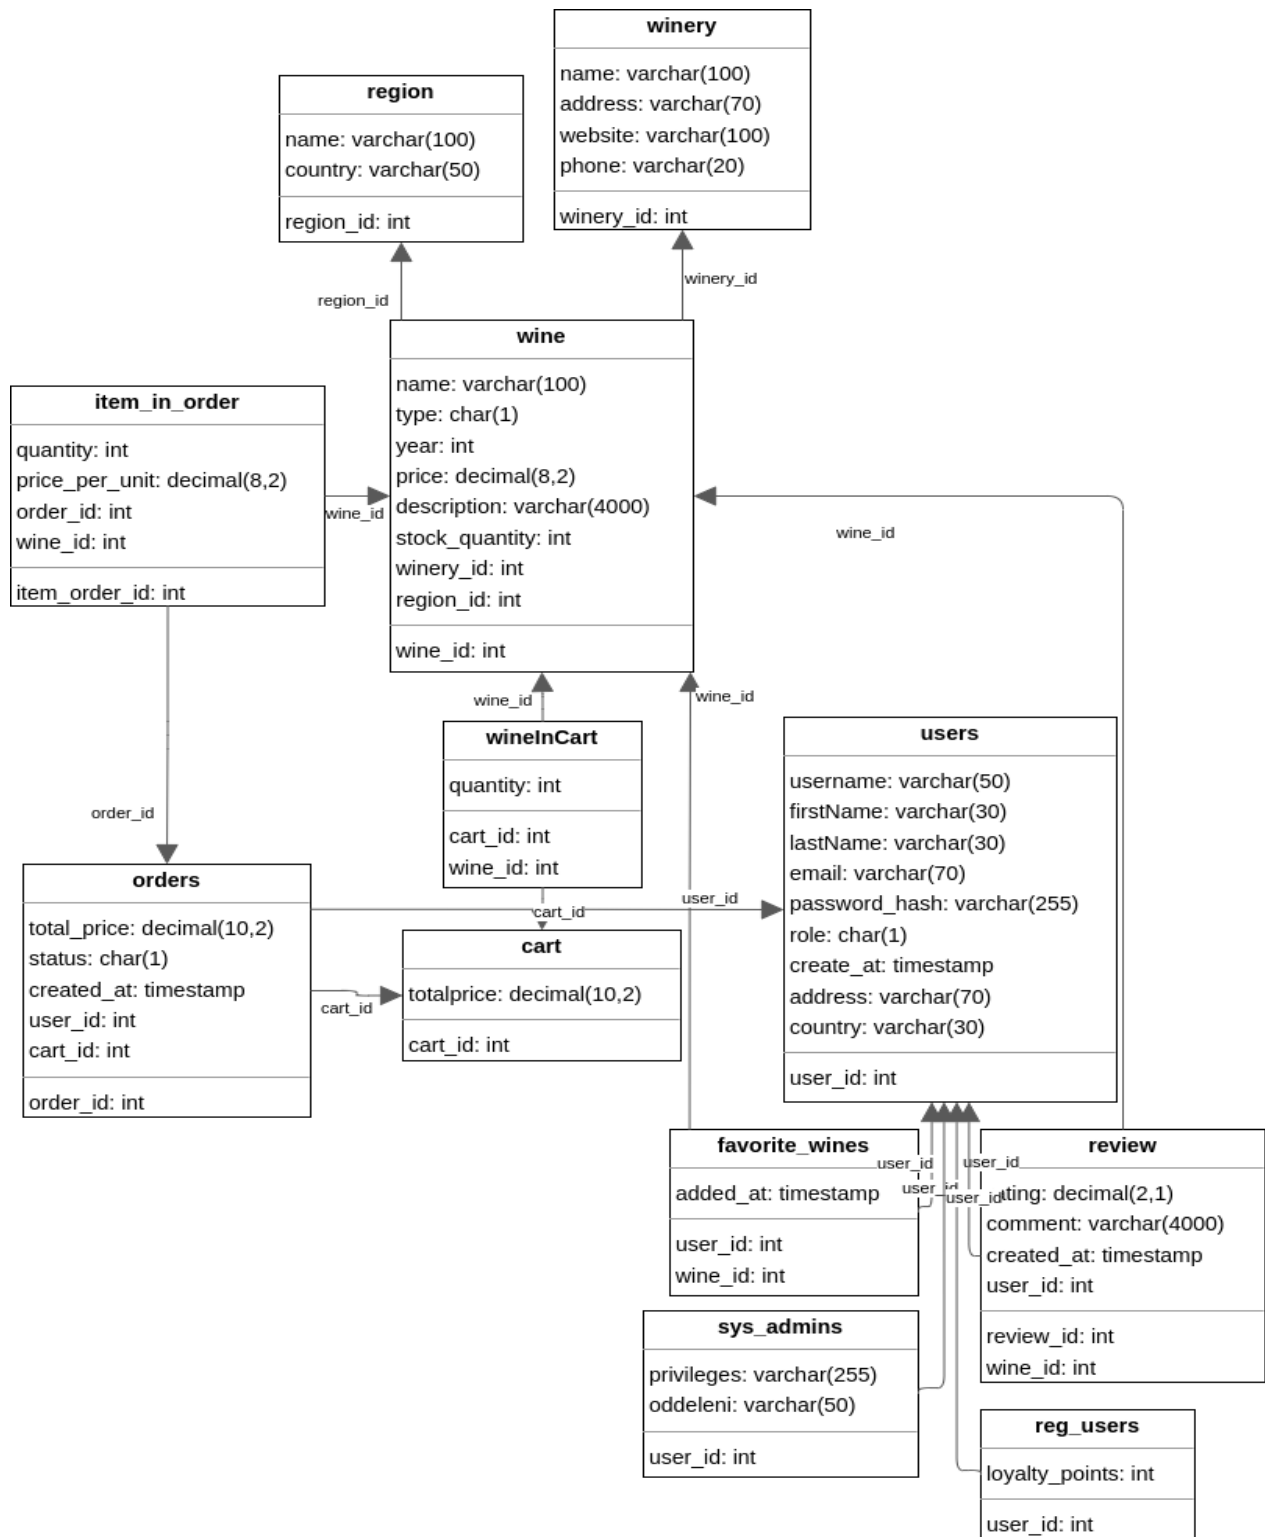 winery
name: varchar(100)
address: varchar(70)
website: varchar(100)
phone: varchar(20)
winery_id: int
region
name: varchar(100)
country: varchar(50)
region_id: int
region_id
winery_id
wine
name: varchar(100)
type: char(1)
year: int
price: decimal(8,2)
description: varchar(4000)
stock_quantity: int
winery_id: int
region_id: int
wine_id: int
item_in_order
quantity: int
price_per_unit: decimal(8,2)
order_id: int
wine_id: int
item_order_id: int
wine_id
wine_id
wine_id
wine_id
wineInCart
quantity: int
cart_id: int
wine_id: int
users
username: varchar(50)
firstName: varchar(30)
lastName: varchar(30)
email: varchar(70)
password_hash: varchar(255)
role: char(1)
create_at: timestamp
address: varchar(70)
country: varchar(30)
user_id: int
order_id
orders
total_price: decimal(10,2)
status: char(1)
created_at: timestamp
user_id: int
cart_id: int
order_id: int
user_id
cart_id
cart_id
cart
totalprice: decimal(10,2)
cart_id: int
favorite_wines
added_at: timestamp
user_id: int
wine_id: int
user_id
user_id
user_id
user_id
review
decimal(2,1)
comment: varchar(4000)
created_at: timestamp
user_id: int
review_id: int
wine_id: int
sys_admins
privileges: varchar(255)
oddeleni: varchar(50)
user_id: int
reg_users
loyalty_points: int
user_id: int